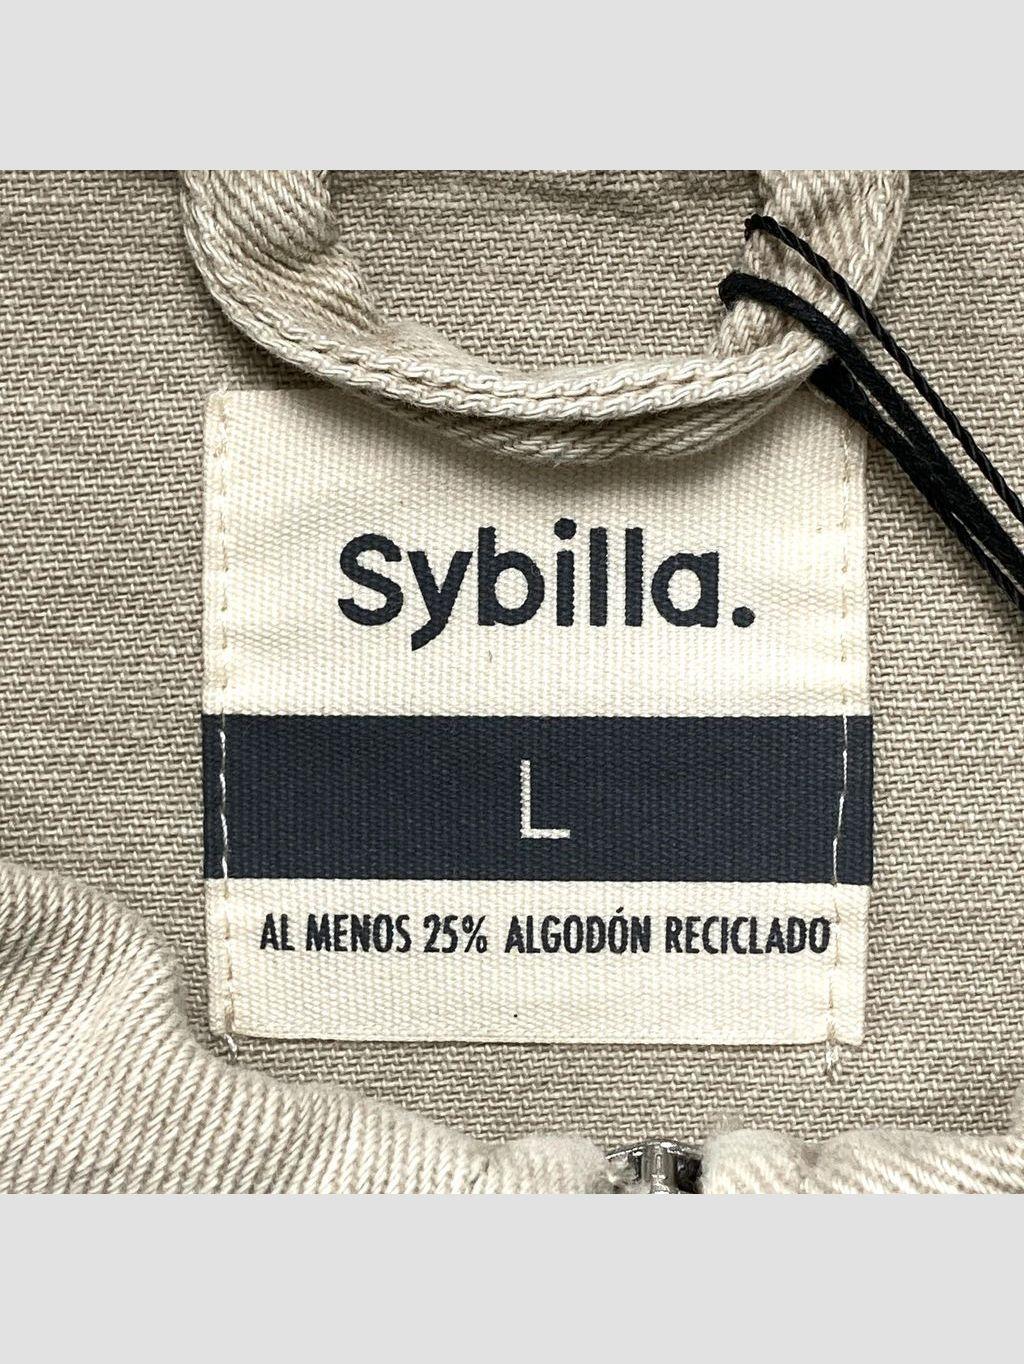 Sybilla.
L
AL MENOS 25% ALGODÓN RECICLADO